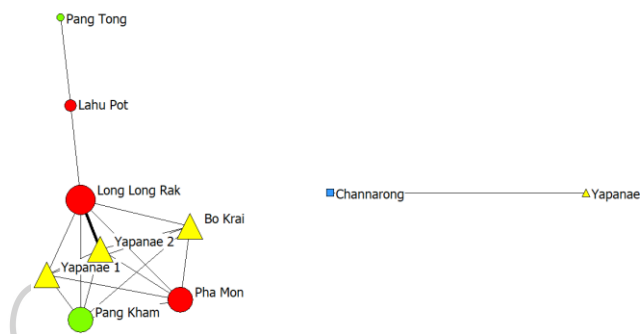 Pang Tong
Lahu Pot
Long Long Rak
Channarong
Yapanae
Bo Krai
Yapanae 2
Yapanae 1
Pha Mon
Pang Kham